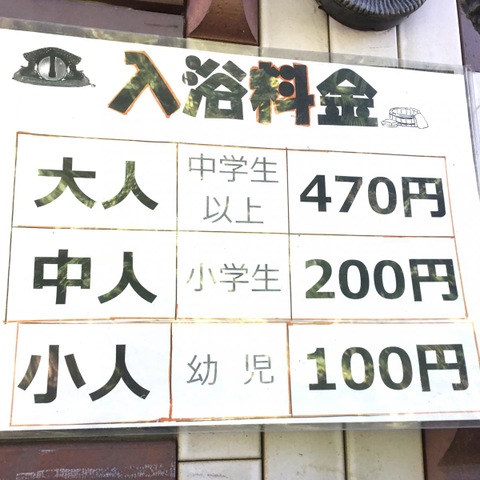 入浴料金
大人 中学生以上 470円
中人 小学生 200円
小人 幼児 100円